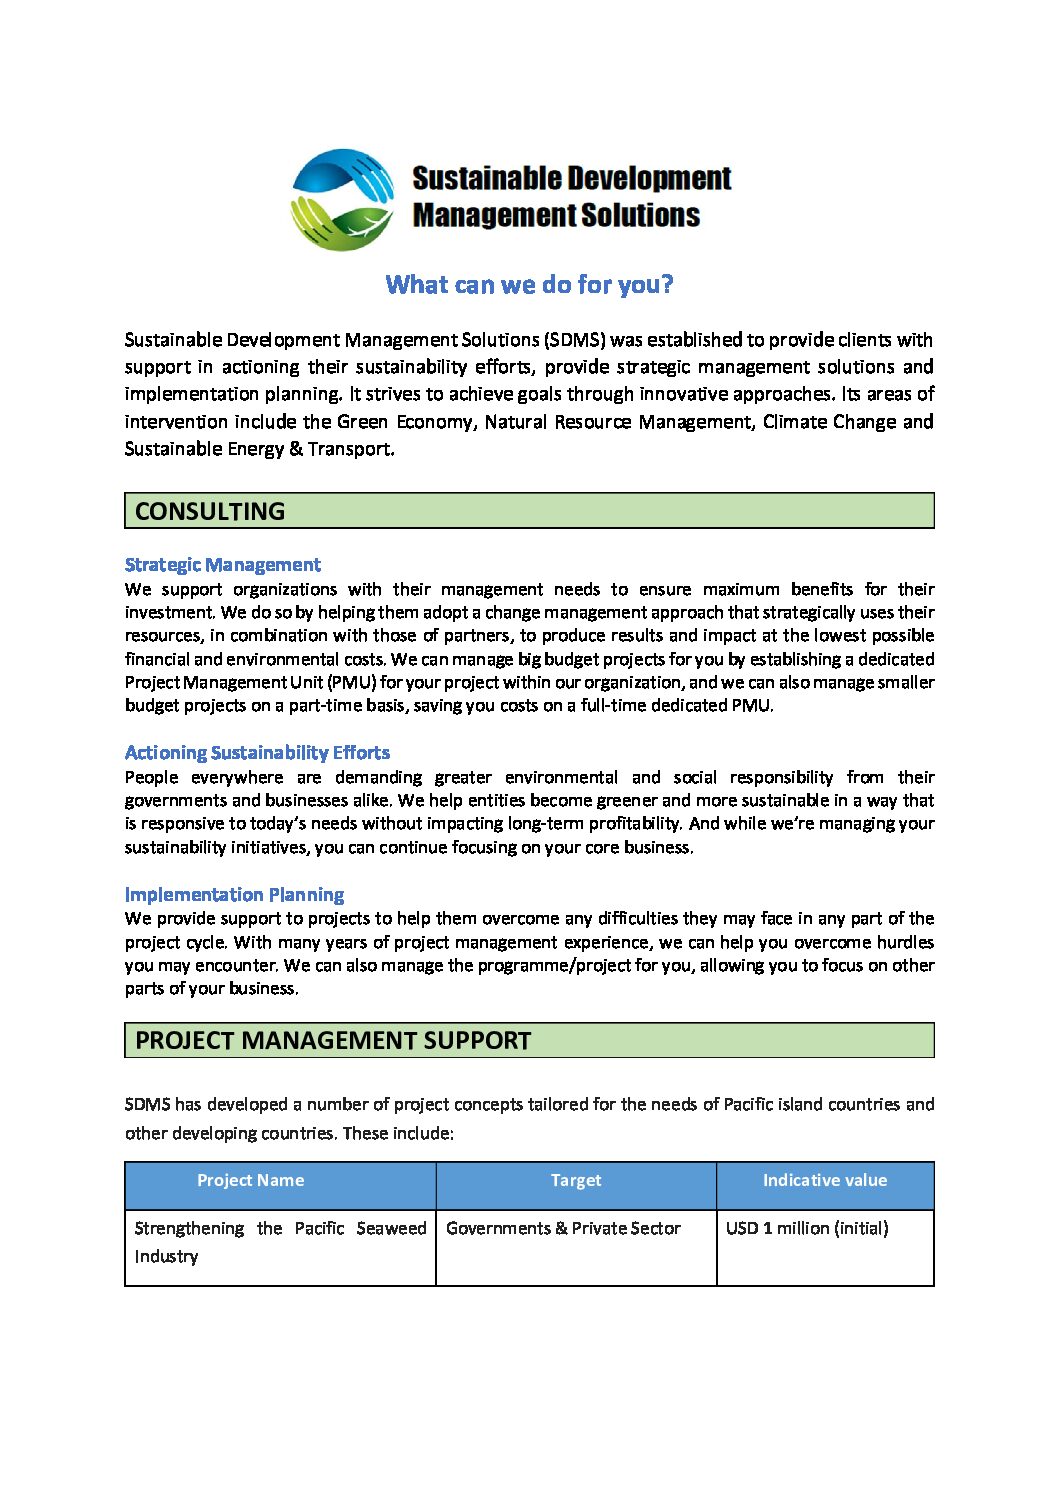 Sustainable Development
Management Solutions
What can we do for you?
Sustainable Development Management Solutions (SDMS) was established to provide clients with
support in actioning their sustainability efforts, provide strategic management solutions and
implementation planning. It strives to achieve goals through innovative approaches. Its areas of
intervention include the Green Economy, Natural Resource Management, Climate Change and
Sustainable Energy & Transport.
CONSULTING
Strategic Management
We support organizations with their management needs to ensure maximum benefits for their
investment. We do so by helping them adopt a change management approach that strategically uses their
resources, in combination with those of partners, to produce results and impact at the lowest possible
financial and environmental costs. We can manage big budget projects for you by establishing a dedicated
Project Management Unit (PMU) for your project within our organization, and we can also manage smaller
budget projects on a part-time basis, saving you costs on a full-time dedicated PMU.
Actioning Sustainability Efforts
People everywhere are demanding greater environmental and social responsibility from their
governments and businesses alike. We help entities become greener and more sustainable in a way that
is responsive to today's needs without impacting long-term profitability. And while we're managing your
sustainability initiatives, you can continue focusing on your core business.
Implementation Planning
We provide support to projects to help them overcome any difficulties they may face in any part of the
project cycle. With many years of project management experience, we can help you overcome hurdles
you may encounter. We can also manage the programme/project for you, allowing you to focus on other
parts of your business.
PROJECT MANAGEMENT SUPPORT
SDMS has developed a number of project concepts tailored for the needs of Pacific island countries and
other developing countries. These include:
Project Name Target Indicative value
Strengthening the Pacific Seaweed Governments & Private Sector USD 1 million (initial)
Industry